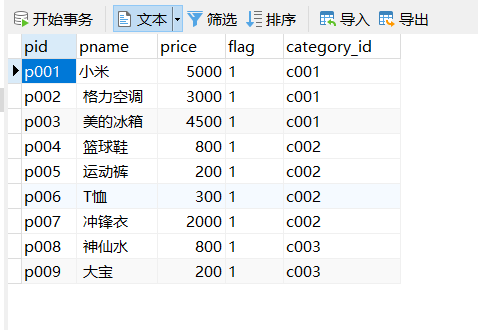 开始事务 文本 筛选 排序 导入 导出
pid pname price flag category_id
p001 小米 5000 1 c001
p002 格力空调 3000 1 c001
p003 美的冰箱 4500 1 c001
p004 篮球鞋 800 1 c002
p005 运动裤 200 1 c002
p006 T恤 300 1 c002
p007 冲锋衣 2000 1 c002
p008 神仙水 800 1 c003
p009 大宝 200 1 c003